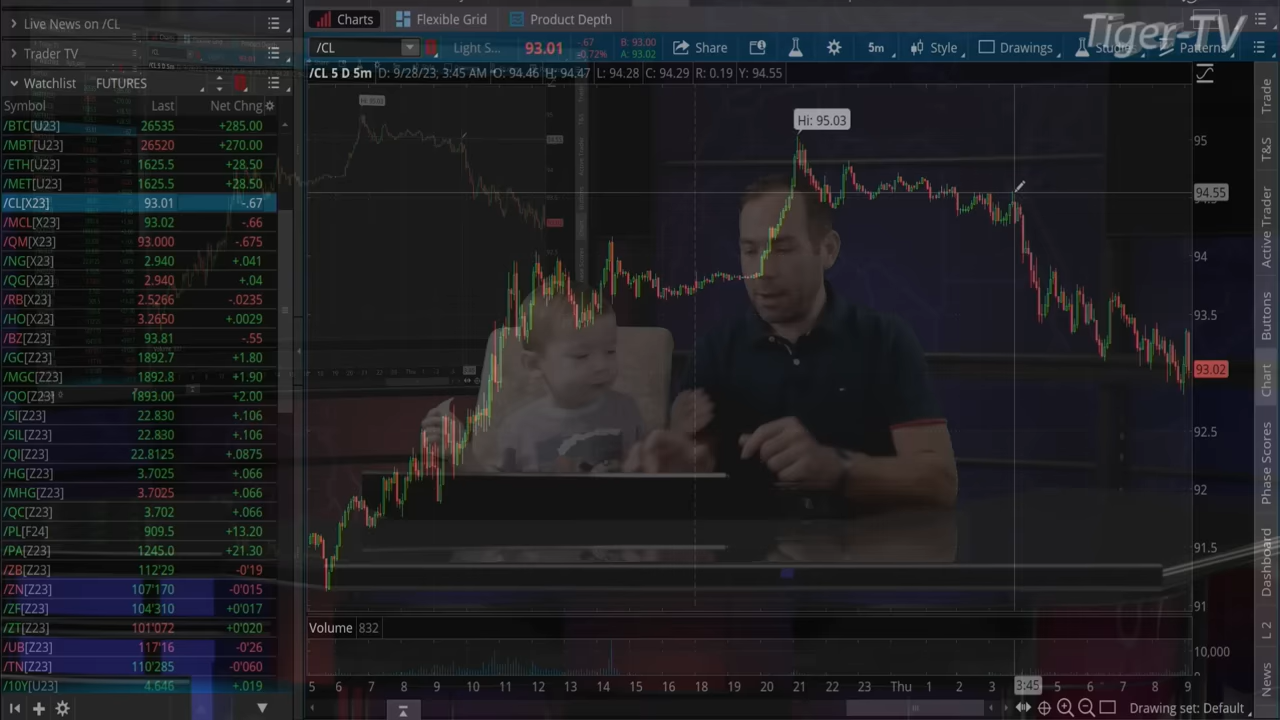 Live News on /CL
Charts
Flexible Grid
Product Depth
Tiger-TV
Trader TV
/CL
Light S...
93.01
-.67
-0.72%
B: 93.00
A: 93.02
Share
5m
Style
Drawings
Studies
Patterns
Watchlist FUTURES
/CL 5 D 5m D: 9/28/23, 3:45 AM O: 94.46 H: 94.47 L: 94.28 C: 94.29 R: 0.19 Y: 94.55
Symbol Last Net Chng
/BTC[U23] 26535 +285.00
/MBT[U23] 26520 +270.00
/ETH[U23] 1625.5 +28.50
/MET[U23] 1625.5 +28.50
/CL[X23] 93.01 -.67
/MCL[X23] 93.02 -.66
/QM[X23] 93.000 -.675
/NG[X23] 2.940 +.041
/QG[X23] 2.940 +.04
/RB[X23] 2.5266 -.0235
/HO[X23] 3.2650 +.0029
/BZ[Z23] 93.81 -.55
/GC[Z23] 1892.7 +1.80
/MGC[Z23] 1892.8 +1.90
/QO[Z23] 1893.00 +2.00
/SI[Z23] 22.830 +.106
/SIL[Z23] 22.830 +.106
/QI[Z23] 22.8125 +.0875
/HG[Z23] 3.7025 +.066
/MHG[Z23] 3.7025 +.066
/QC[Z23] 3.702 +.066
/PL[F24] 909.5 +13.20
/PA[Z23] 1245.0 +21.30
/ZB[Z23] 112'29 -0'19
/ZN[Z23] 107'170 -0'015
/ZF[Z23] 104'310 +0'017
/ZT[Z23] 101'072 +0'020
/UB[Z23] 117'16 -0'26
/TN[Z23] 110'285 -0'060
/10Y[U23] 4.646 +.019
Hi: 95.03
95
94.55
94
93.5
93.02
92.5
92
91.5
91
Volume 832
10,000
5 6 7 8 9 10 11 12 13 14 15 16 17 18 19 20 21 22 23 Thu 1 2 3 3:45 5 6 7 8 9
Drawing set: Default
Trade
T&S
Active Trader
Buttons
Chart
Phase Scores
Dashboard
L 2
News